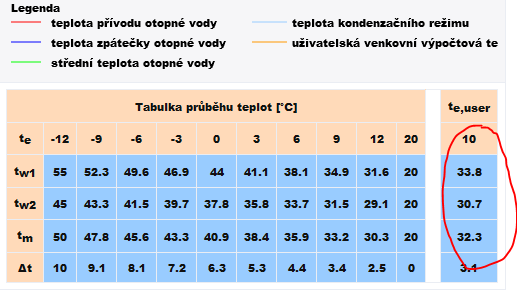 Legenda
teplota přívodu otopné vody teplota kondenzačního režimu
teplota zpátečky otopné vody uživatelská venkovní výpočtová te
střední teplota otopné vody
Tabulka průběhu teplot [°C] te,user
te -12 -9 -6 -3 0 3 6 9 12 20 10
tw1 55 52.3 49.6 46.9 44 41.1 38.1 34.9 31.6 20 33.8
tw2 45 43.3 41.5 39.7 37.8 35.8 33.7 31.5 29.1 20 30.7
tm 50 47.8 45.6 43.3 40.9 38.4 35.9 33.2 30.3 20 32.3
Δt 10 9.1 8.1 7.2 6.3 5.3 4.4 3.4 2.5 0 3.1